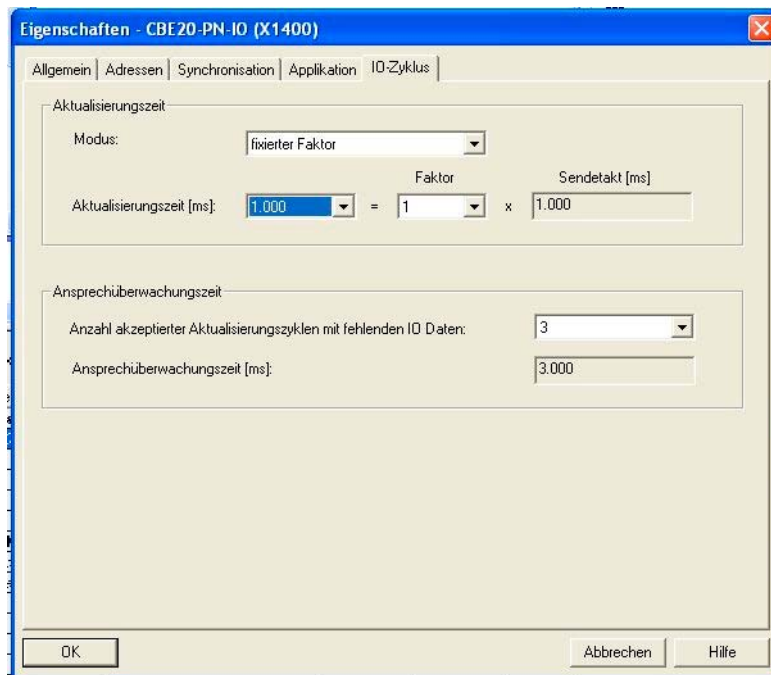 Eigenschaften - CBE20-PN-IO (X1400)
Allgemein Adressen Synchronisation Applikation IO-Zyklus
Aktualisierungszeit
Modus: fixierter Faktor
Faktor Sendetakt [ms]
Aktualisierungszeit [ms]: 1.000 = 1 x 1.000
Ansprechüberwachungszeit
Anzahl akzeptierter Aktualisierungszyklen mit fehlenden IO Daten: 3
Ansprechüberwachungszeit [ms]: 3.000
OK Abbrechen Hilfe